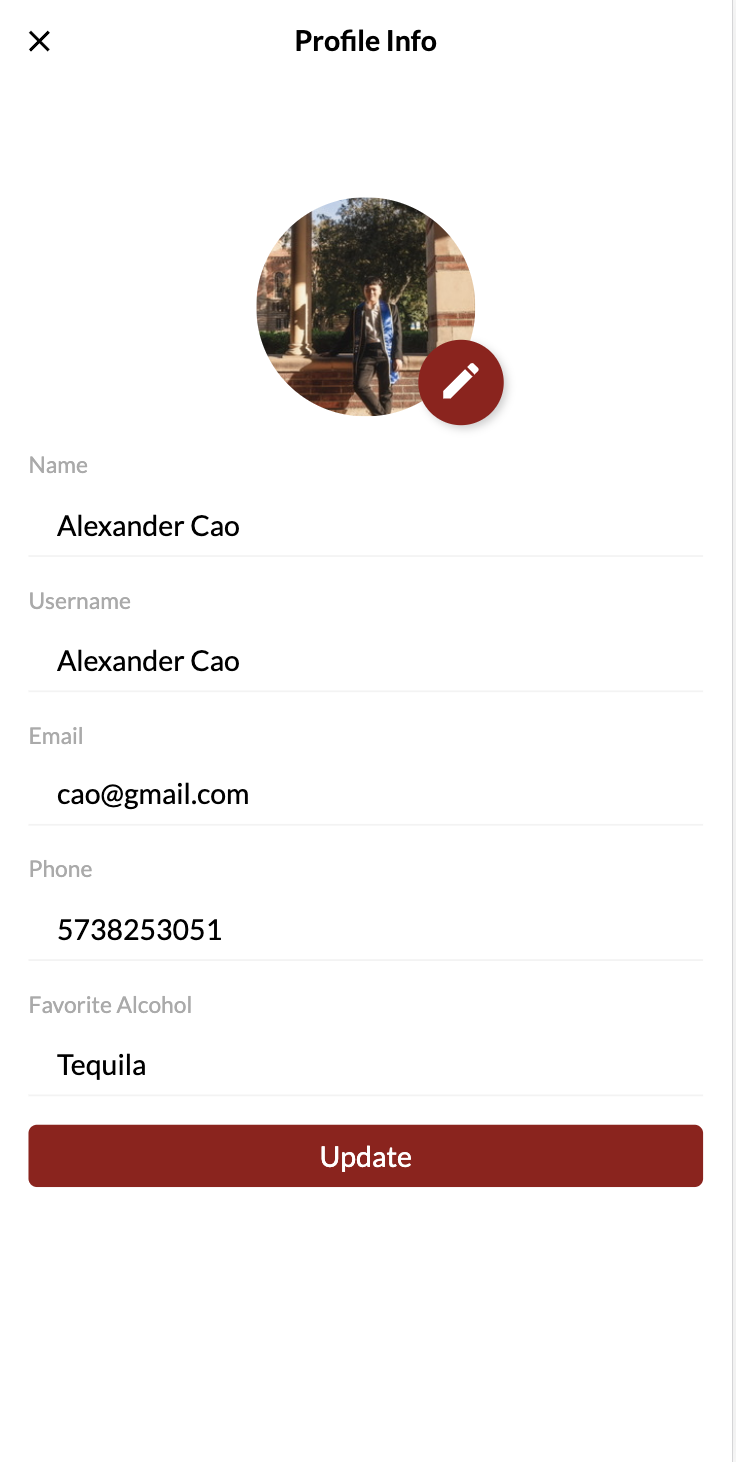 Profile Info
Name
Alexander Cao
Username
Alexander Cao
Email
cao@gmail.com
Phone
5738253051
Favorite Alcohol
Tequila
Update